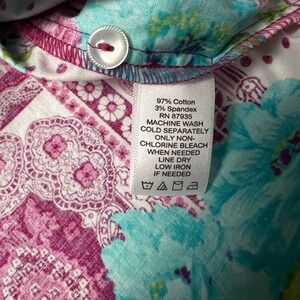 97% Cotton
3% Spandex
RN 87935
MACHINE WASH
COLD SEPARATELY
ONLY NON-
CHLORINE BLEACH
WHEN NEEDED
LINE DRY
LOW IRON
IF NEEDED